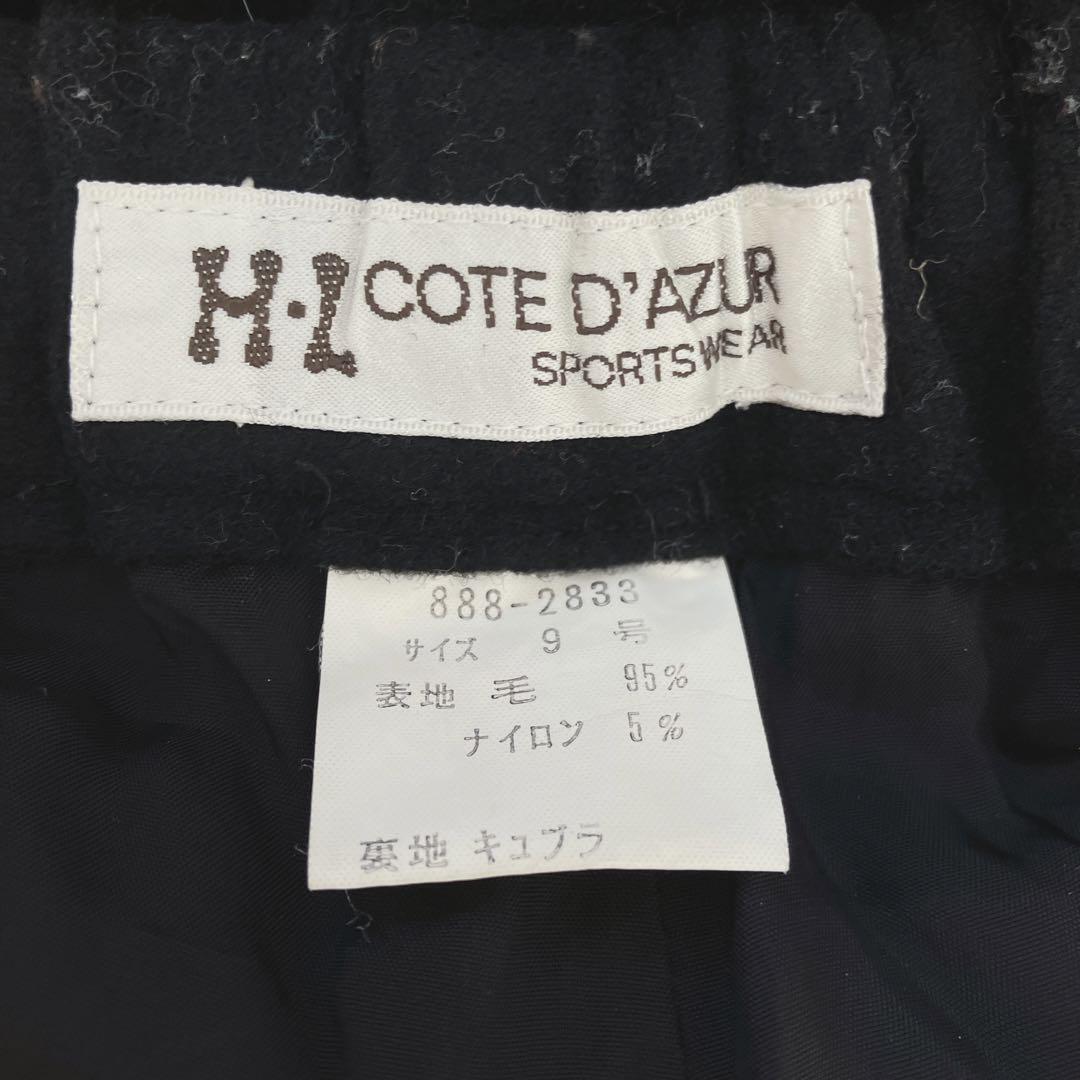 H・L COTE D'AZUR
SPORTSWEAR
888-2833
サイズ 9 号
表地 毛 95%
ナイロン 5%
裏地 キュプラ